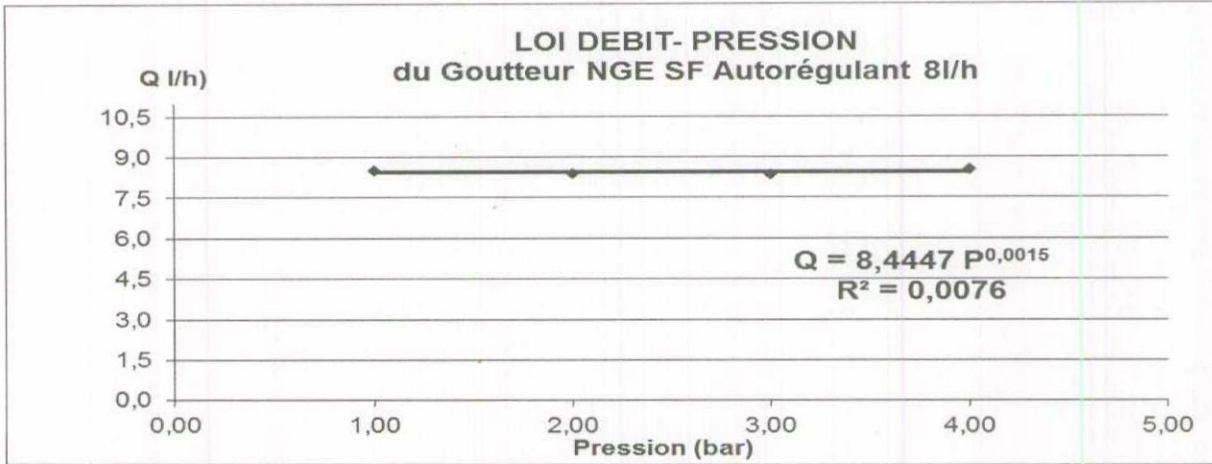 LOI DEBIT- PRESSION
du Goutteur NGE SF Autorégulant 8l/h
Q l/h)
10,5
9,0
7,5
6,0
4,5
3,0
1,5
0,0
Q = 8,4447 P^0,0015
R² = 0,0076
0,00 1,00 2,00 3,00 4,00 5,00
Pression (bar)